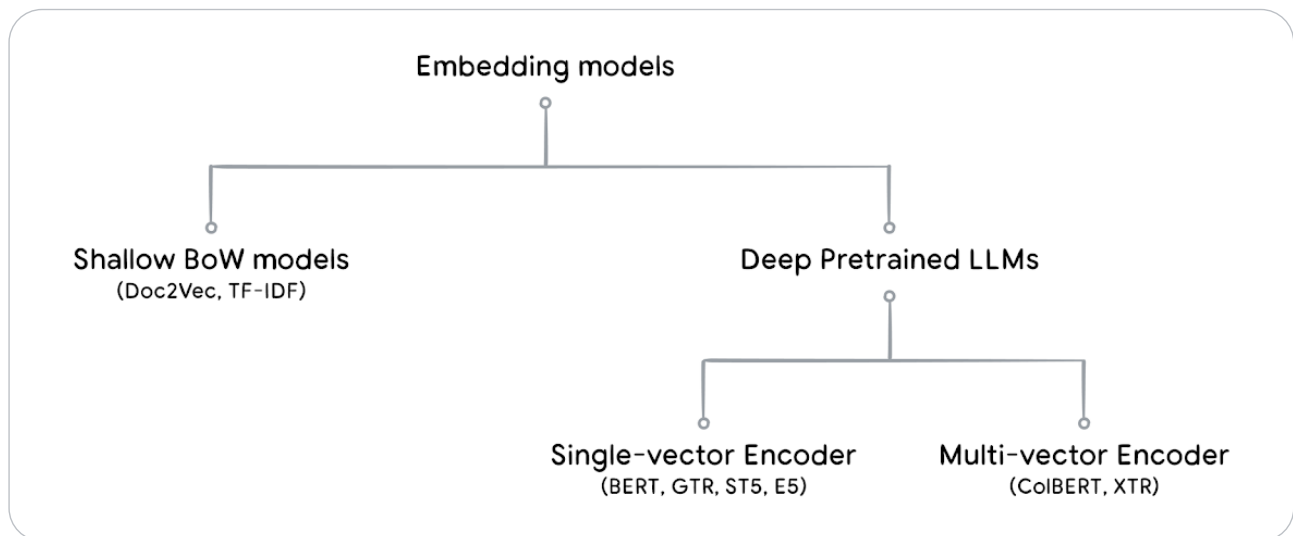 Embedding models
Shallow BoW models
(Doc2Vec, TF-IDF)
Deep Pretrained LLMs
Single-vector Encoder
(BERT, GTR, ST5, E5)
Multi-vector Encoder
(ColBERT, XTR)